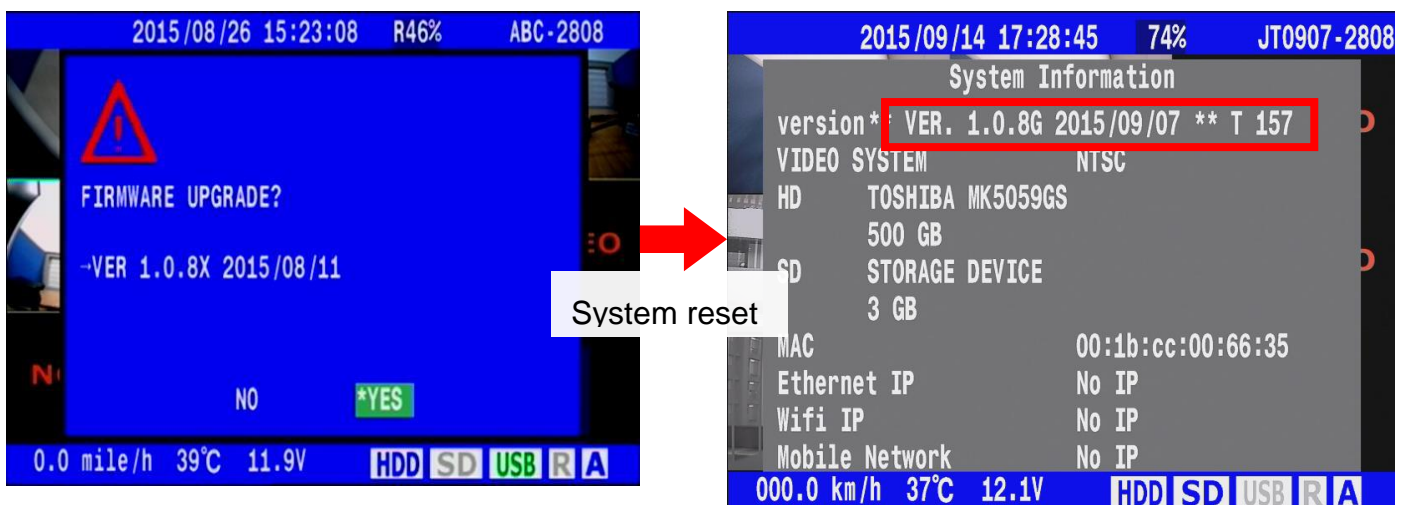 2015/08/26 15:23:08 R46% ABC-2808
FIRMWARE UPGRADE?
→VER 1.0.8X 2015/08/11
NO *YES
0.0 mile/h 39℃ 11.9V HDD SD USB R A
System reset
2015/09/14 17:28:45 74% JT0907-2808
System Information
version** VER. 1.0.8G 2015/09/07 ** T 157
VIDEO SYSTEM NTSC
HD TOSHIBA MK5059GS
500 GB
SD STORAGE DEVICE
3 GB
MAC 00:1b:cc:00:66:35
Ethernet IP No IP
Wifi IP No IP
Mobile Network No IP
000.0 km/h 37℃ 12.1V HDD SD USB R A